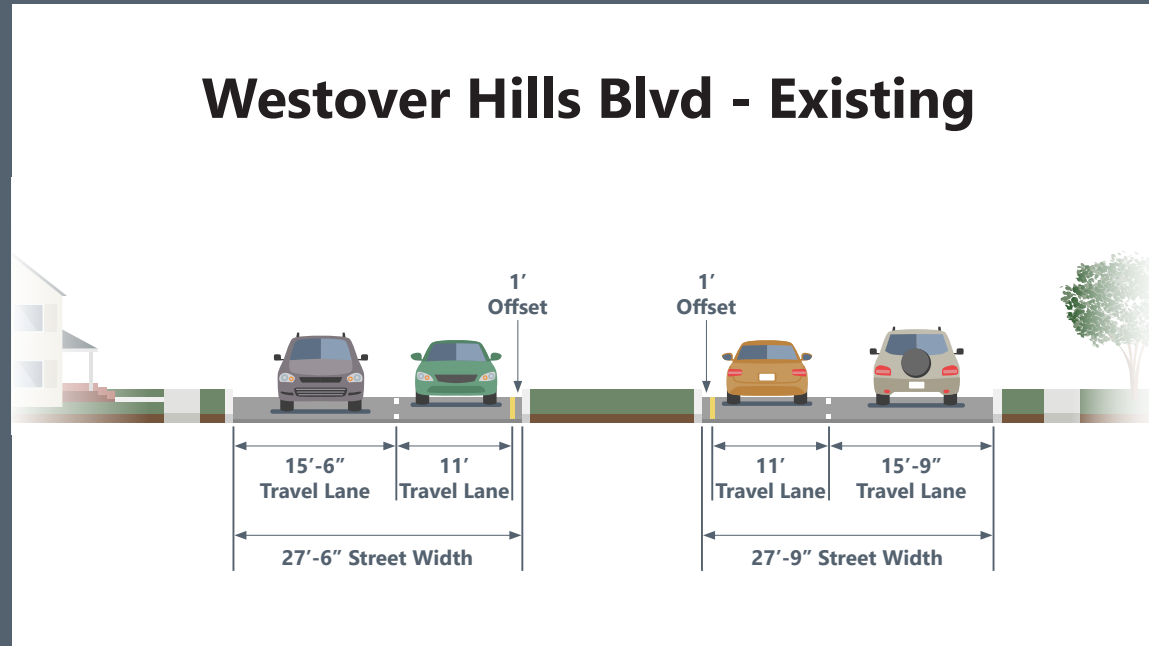 Westover Hills Blvd - Existing
1’
Offset
1’
Offset
15’-6”
Travel Lane
11’
Travel Lane
11’
Travel Lane
15’-9”
Travel Lane
27’-6” Street Width
27’-9” Street Width